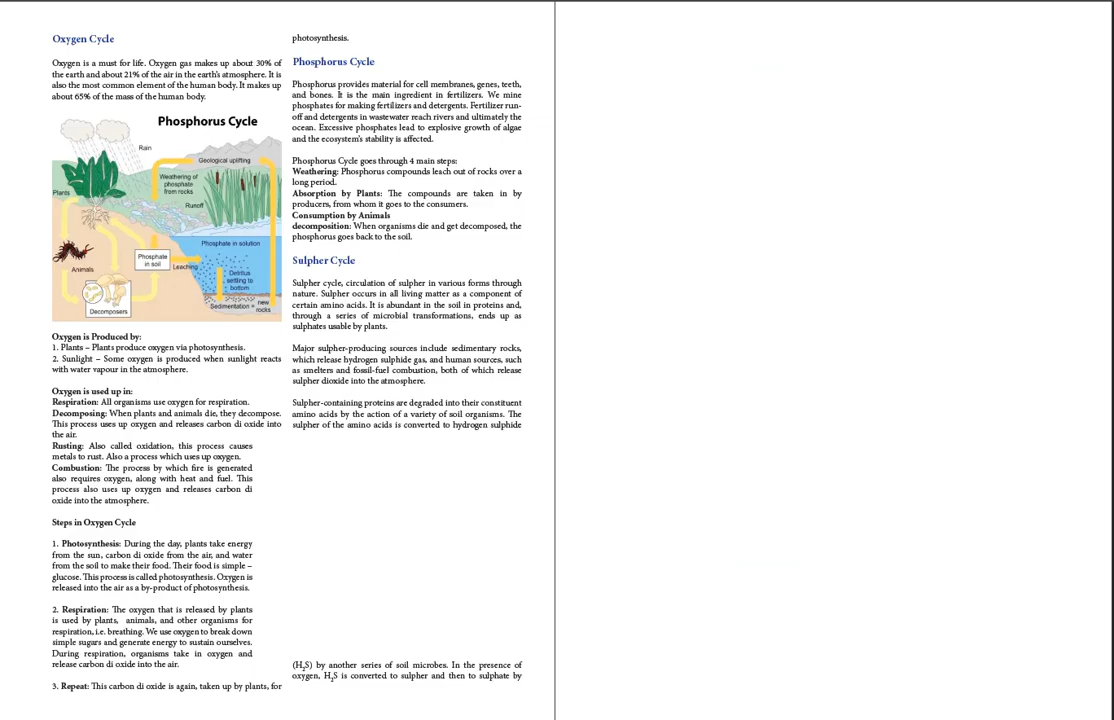 Oxygen Cycle
Oxygen is a must for life. Oxygen gas makes up about 30% of
the earth and about 21% of the air in the earth's atmosphere. It is
also the most common element of the human body. It makes up
about 65% of the mass of the human body.
Phosphorus Cycle
Rain
Geological uplifting
Weathering of
phosphate
from rocks
Plants
Runoff
Phosphate in solution
Phosphate
in soil
Leaching
Animals
Detritus
settling to
bottom
Decomposers
Sedimentation = new
rocks
Oxygen is Produced by:
1. Plants – Plants produce oxygen via photosynthesis.
2. Sunlight – Some oxygen is produced when sunlight reacts
with water vapour in the atmosphere.
Oxygen is used up in:
Respiration: All organisms use oxygen for respiration.
Decomposing: When plants and animals die, they decompose.
This process uses up oxygen and releases carbon di oxide into
the air.
Rusting: Also called oxidation, this process causes
metals to rust. Also a process which uses up oxygen.
Combustion: The process by which fire is generated
also requires oxygen, along with heat and fuel. This
process also uses up oxygen and releases carbon di
oxide into the atmosphere.
Steps in Oxygen Cycle
1. Photosynthesis: During the day, plants take energy
from the sun, carbon di oxide from the air, and water
from the soil to make their food. Their food is simple –
glucose. This process is called photosynthesis. Oxygen is
released into the air as a by-product of photosynthesis.
2. Respiration: The oxygen that is released by plants
is used by plants, animals, and other organisms for
respiration, i.e. breathing. We use oxygen to break down
simple sugars and generate energy to sustain ourselves.
During respiration, organisms take in oxygen and
release carbon di oxide into the air.
3. Repeat: This carbon di oxide is again, taken up by plants, for
photosynthesis.
Phosphorus Cycle
Phosphorus provides material for cell membranes, genes, teeth,
and bones. It is the main ingredient in fertilizers. We mine
phosphates for making fertilizers and detergents. Fertilizer run-
off and detergents in wastewater reach rivers and ultimately the
ocean. Excessive phosphates lead to explosive growth of algae
and the ecosystem's stability is affected.
Phosphorus Cycle goes through 4 main steps:
Weathering: Phosphorus compounds leach out of rocks over a
long period.
Absorption by Plants: The compounds are taken in by
producers, from whom it goes to the consumers.
Consumption by Animals
decomposition: When organisms die and get decomposed, the
phosphorus goes back to the soil.
Sulpher Cycle
Sulpher cycle, circulation of sulpher in various forms through
nature. Sulpher occurs in all living matter as a component of
certain amino acids. It is abundant in the soil in proteins and,
through a series of microbial transformations, ends up as
sulphates usable by plants.
Major sulpher-producing sources include sedimentary rocks,
which release hydrogen sulphide gas, and human sources, such
as smelters and fossil-fuel combustion, both of which release
sulpher dioxide into the atmosphere.
Sulpher-containing proteins are degraded into their constituent
amino acids by the action of a variety of soil organisms. The
sulpher of the amino acids is converted to hydrogen sulphide
(H₂S) by another series of soil microbes. In the presence of
oxygen, H₂S is converted to sulpher and then to sulphate by